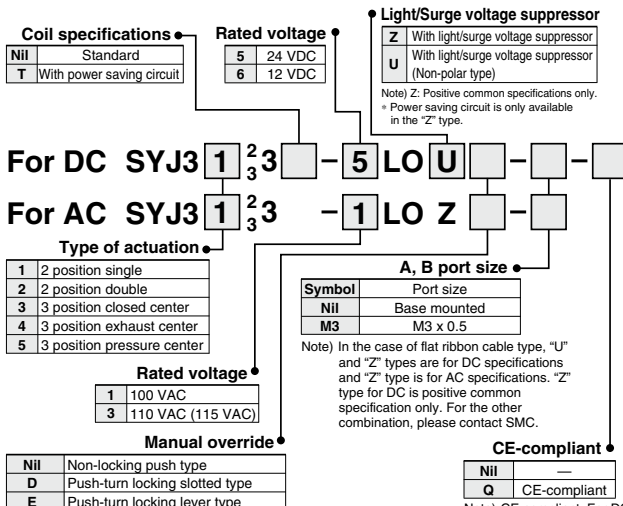 Light/Surge voltage suppressor
Z With light/surge voltage suppressor
U With light/surge voltage suppressor
(Non-polar type)
Note) Z: Positive common specifications only.
* Power saving circuit is only available
in the "Z" type.
Coil specifications
Nil Standard
T With power saving circuit
Rated voltage
5 24 VDC
6 12 VDC
For DC SYJ3 1 2 3 3 – 5 LO U – –
For AC SYJ3 1 2 3 3 – 1 LO Z –
Type of actuation
1 2 position single
2 2 position double
3 3 position closed center
4 3 position exhaust center
5 3 position pressure center
Rated voltage
1 100 VAC
3 110 VAC (115 VAC)
Manual override
Nil Non-locking push type
D Push-turn locking slotted type
E Push-turn locking lever type
A, B port size
Symbol Port size
Nil Base mounted
M3 M3 x 0.5
Note) In the case of flat ribbon cable type, "U"
and "Z" types are for DC specifications
and "Z" type is for AC specifications. "Z"
type for DC is positive common
specification only. For the other
combination, please contact SMC.
CE-compliant
Nil —
Q CE-compliant